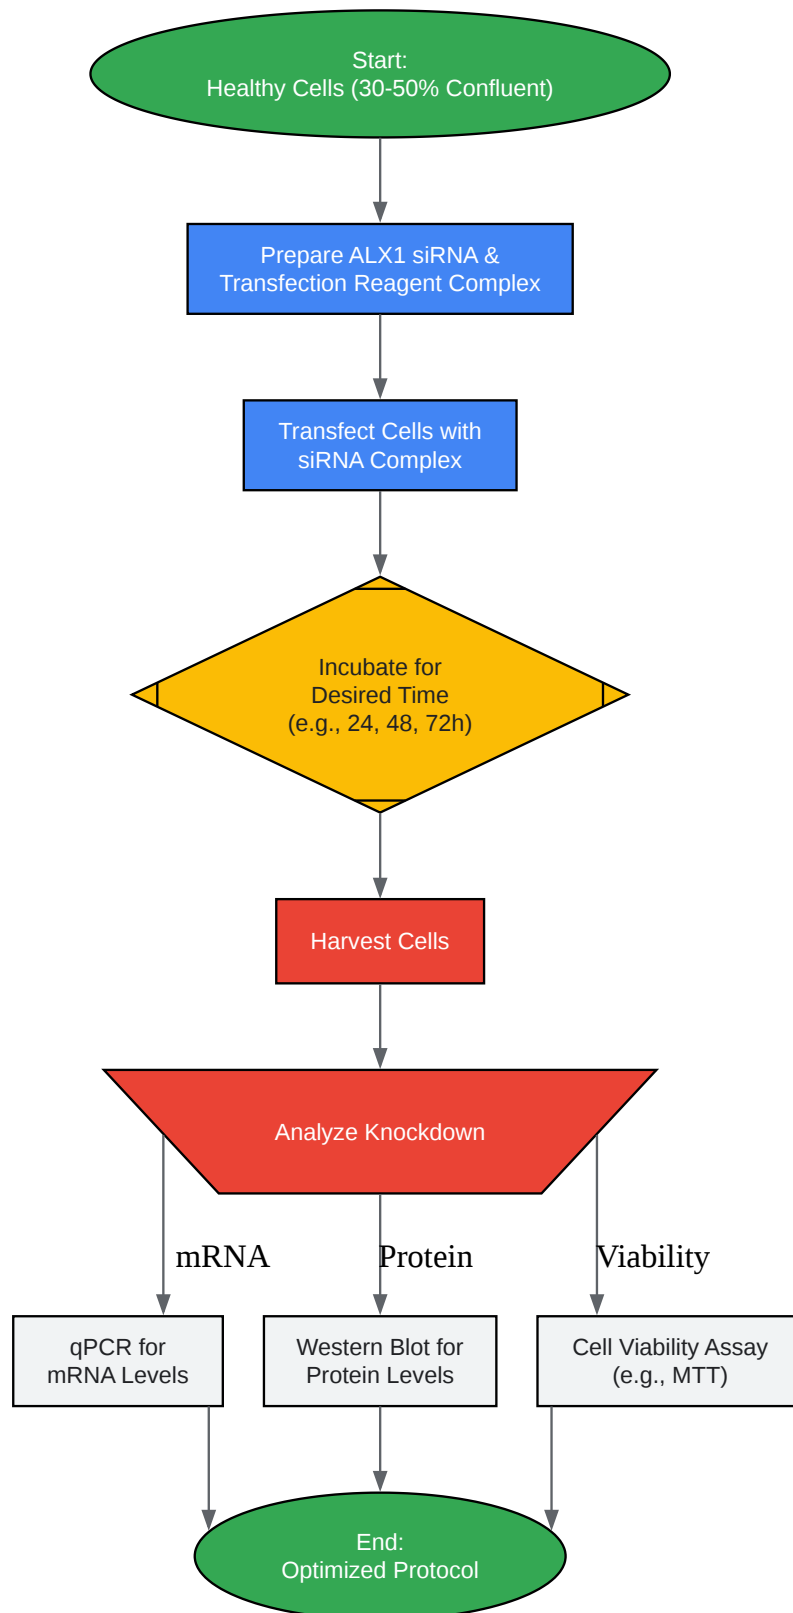 Start:
Healthy Cells (30-50% Confluent)
Prepare ALX1 siRNA &
Transfection Reagent Complex
Transfect Cells with
siRNA Complex
Incubate for
Desired Time
(e.g., 24, 48, 72h)
Harvest Cells
Analyze Knockdown
mRNA
Protein
Viability
qPCR for
mRNA Levels
Western Blot for
Protein Levels
Cell Viability Assay
(e.g., MTT)
End:
Optimized Protocol